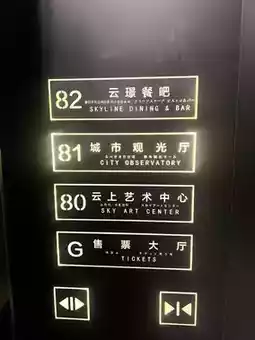 82 云璟餐吧
SKYLINE DINING & BAR
81 城市观光厅
CITY OBSERVATORY
80 云上艺术中心
SKY ART CENTER
G 售票大厅
TICKETS